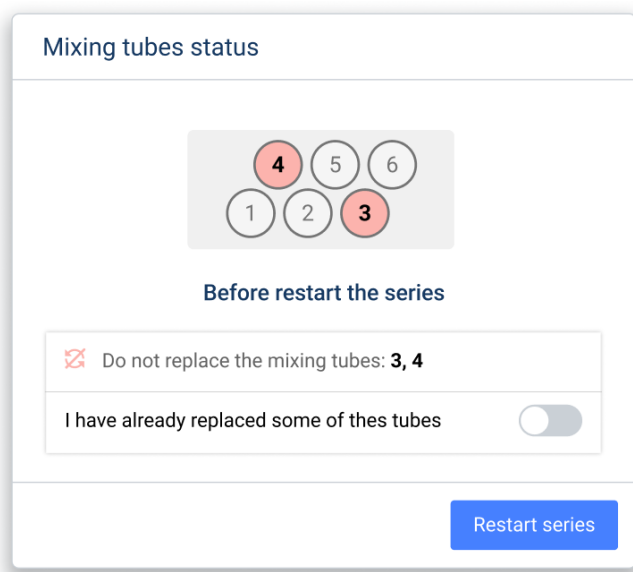 Mixing tubes status
4 5 6
1 2 3
Before restart the series
Do not replace the mixing tubes: 3, 4
I have already replaced some of thes tubes
Restart series